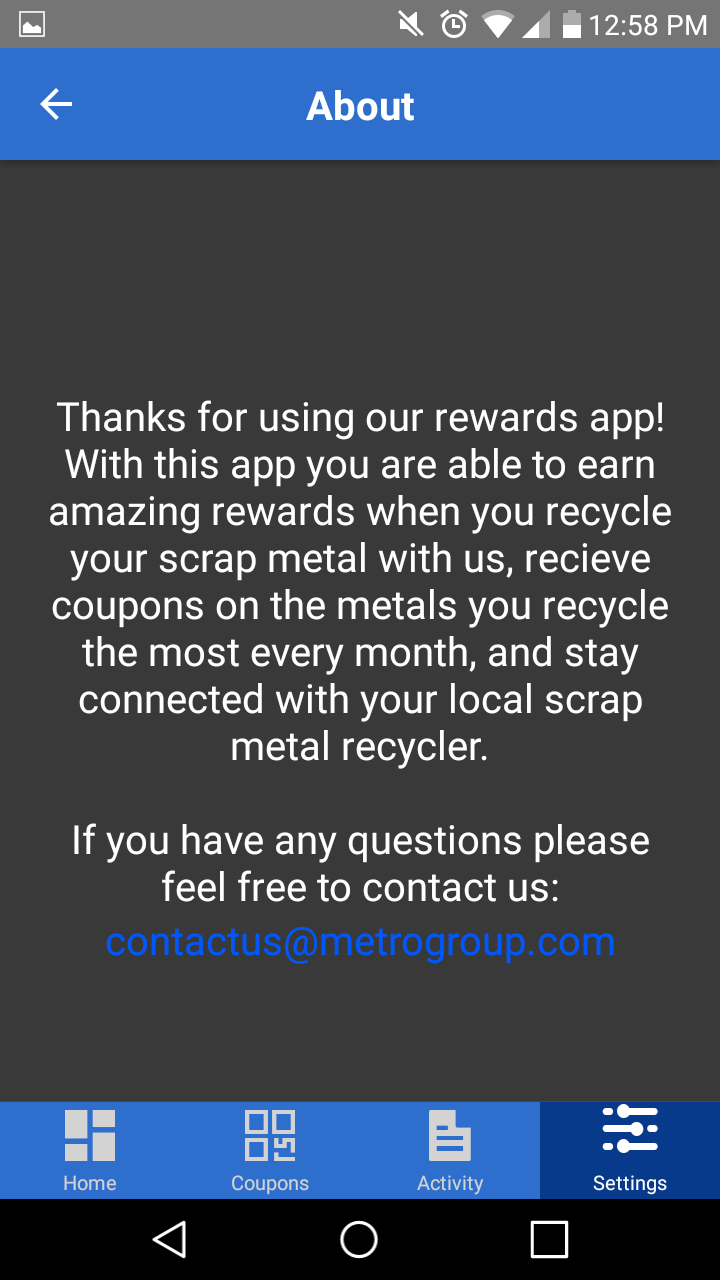 12:58 PM
About
Thanks for using our rewards app!
With this app you are able to earn
amazing rewards when you recycle
your scrap metal with us, recieve
coupons on the metals you recycle
the most every month, and stay
connected with your local scrap
metal recycler.
If you have any questions please
feel free to contact us:
contactus@metrogroup.com
Home
Coupons
Activity
Settings